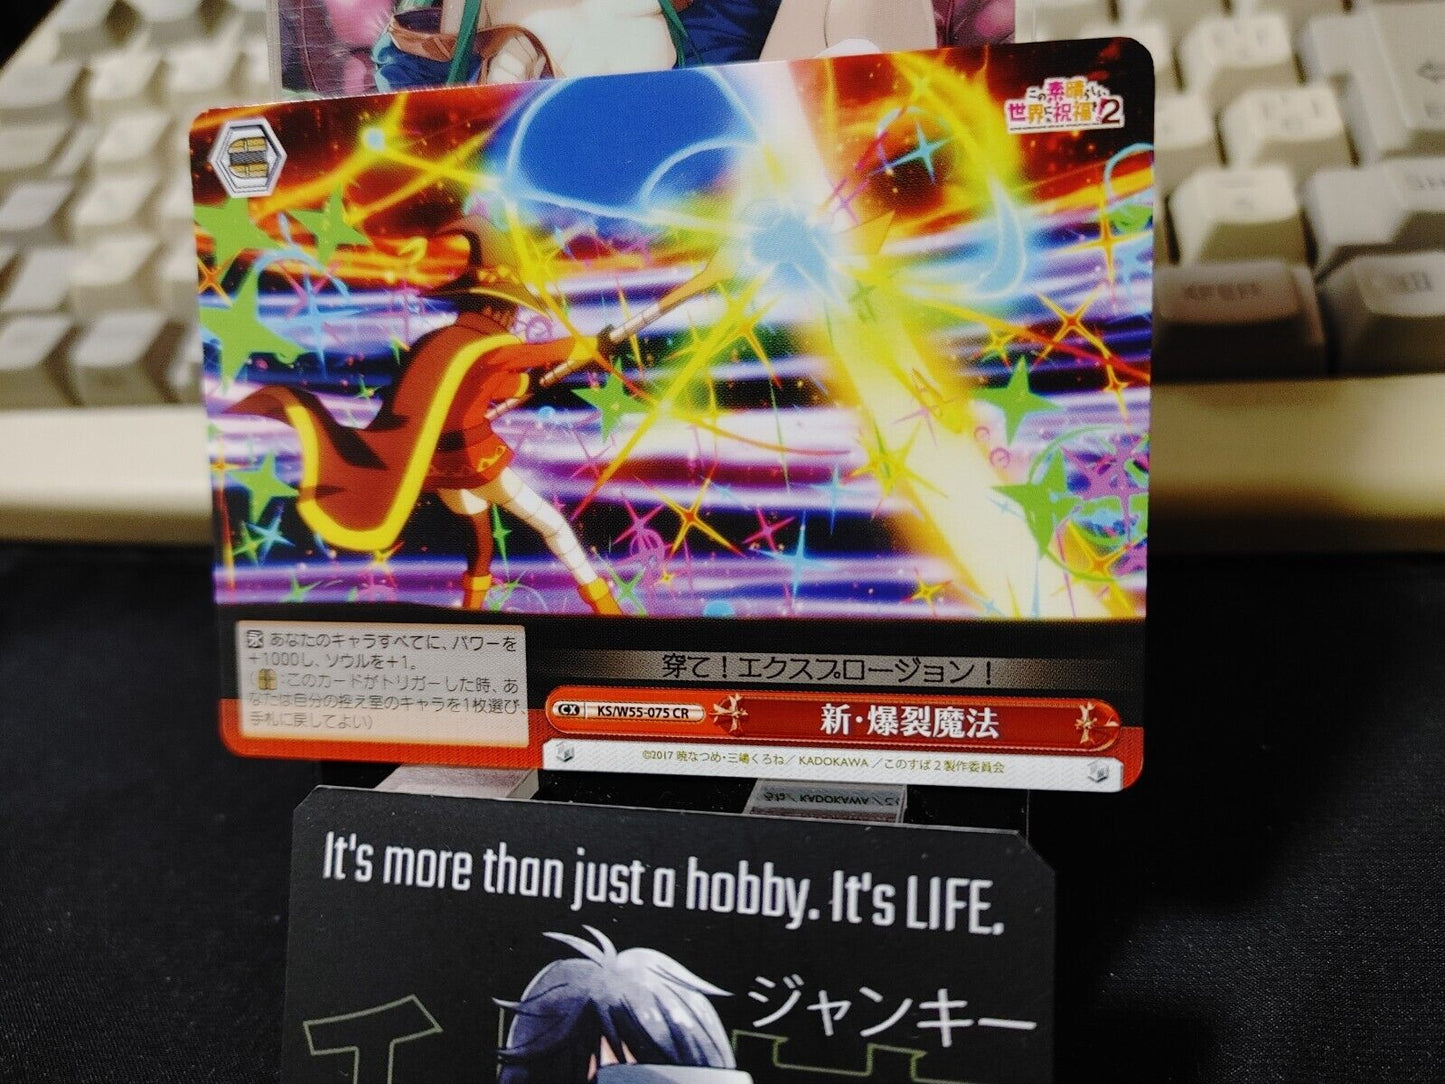 この素晴らしい
世界に祝福を!2
永 あなたのキャラすべてに、パワーを
+1000し、ソウルを+1。
(:このカードがトリガーした時、あ
なたは自分の控え室のキャラを1枚選び、
手札に戻してよい)
穿て！エクスプロージョン！
CX KS/W55-075 CR 新・爆裂魔法
©2017 暁なつめ・三嶋くろね／KADOKAWA／このすば２製作委員会
It's more than just a hobby. It's LIFE.
ジャンキー